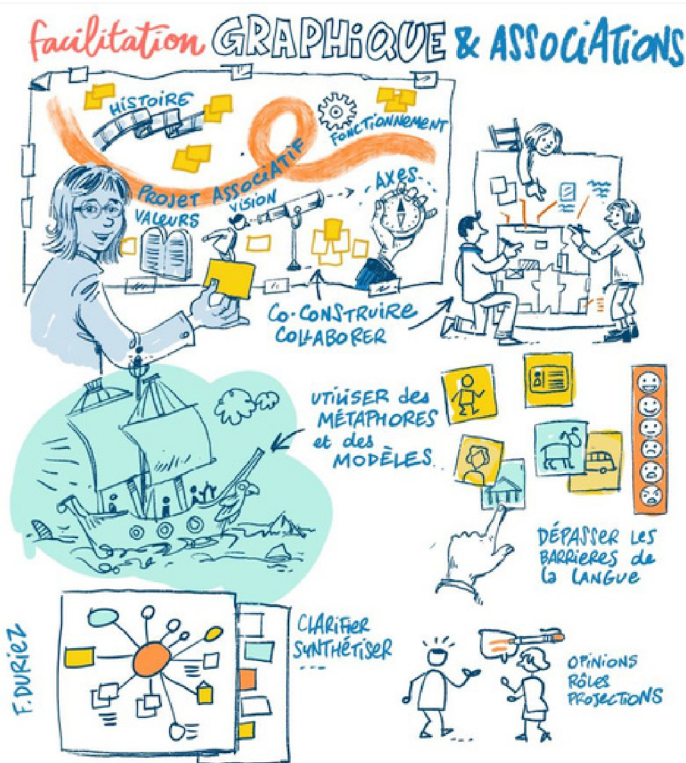 facilitation GRAPHIQUE & ASSOCIATIONS
HISTOIRE
FONCTIONNEMENT
PROJET ASSOCIATIF
VALEURS
VISION
AXES
CO-CONSTRUIRE
COLLABORER
UTILISER des
MÉTAPHORES
et des
MODÈLES
DÉPASSER LES
BARRIERES de
la LANGUE
CLARIFIER
SYNTHÉTISER
...
F. DURIEZ
OPINIONS
RÔLES
PROJECTIONS